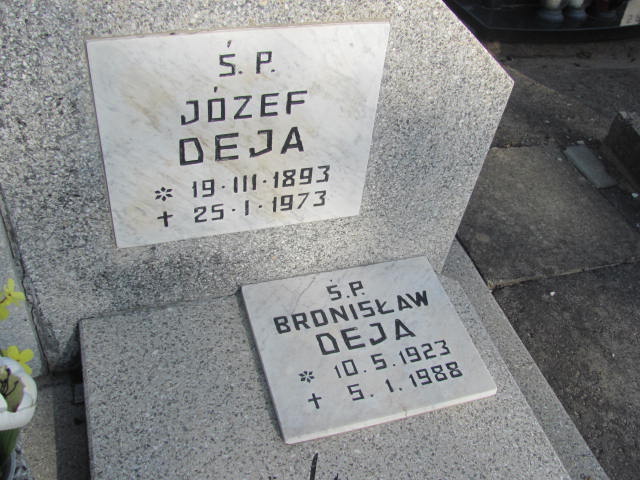 Ś. P.
JÓZEF
DEJA
* 19·III·1893
+ 25·I·1973
Ś.P.
BRONISŁAW
DEJA
* 10.5.1923
+ 5.1.1988